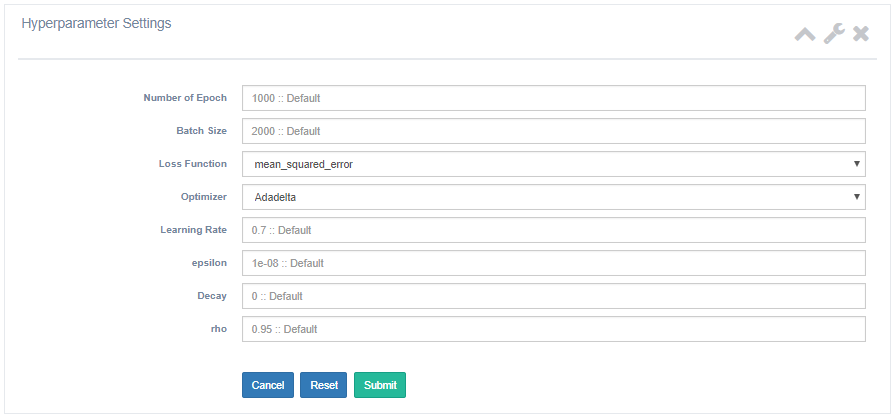 Hyperparameter Settings
Number of Epoch 1000 :: Default
Batch Size 2000 :: Default
Loss Function mean_squared_error
Optimizer Adadelta
Learning Rate 0.7 :: Default
epsilon 1e-08 :: Default
Decay 0 :: Default
rho 0.95 :: Default
Cancel Reset Submit